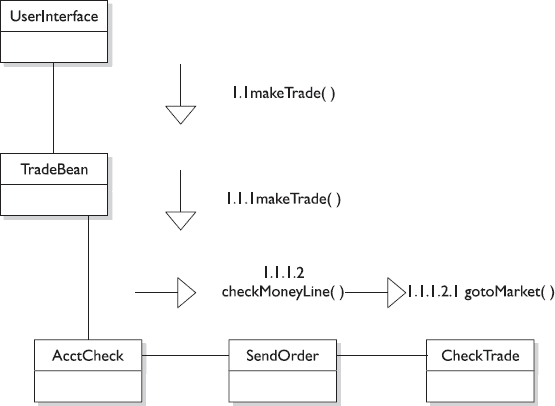 UserInterface
1.1makeTrade( )
TradeBean
1.1.1makeTrade( )
1.1.1.2
checkMoneyLine( )
1.1.1.2.1 gotoMarket( )
AcctCheck
SendOrder
CheckTrade